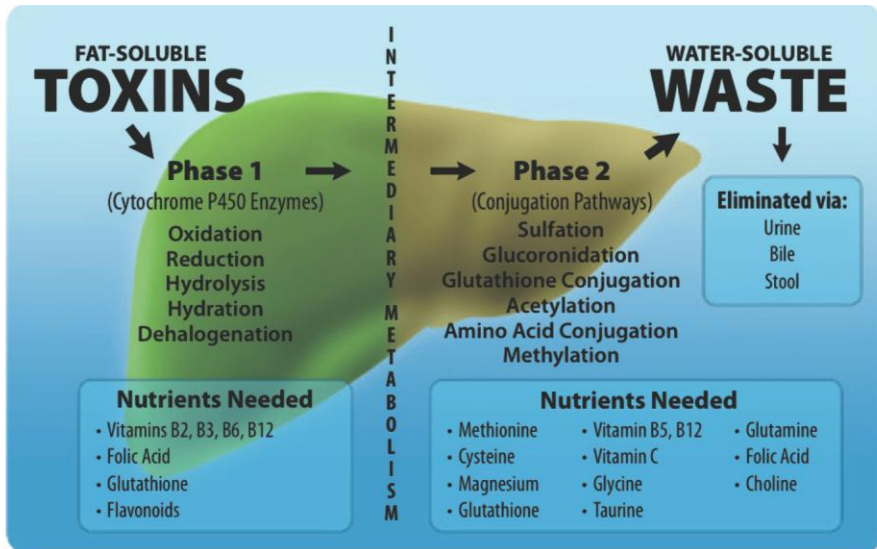 FAT-SOLUBLE
TOXINS
INTERMEDIARY METABOLISM
WATER-SOLUBLE
WASTE
Phase 1
(Cytochrome P450 Enzymes)
Oxidation
Reduction
Hydrolysis
Hydration
Dehalogenation
Phase 2
(Conjugation Pathways)
Sulfation
Glucoronidation
Glutathione Conjugation
Acetylation
Amino Acid Conjugation
Methylation
Eliminated via:
Urine
Bile
Stool
Nutrients Needed
• Vitamins B2, B3, B6, B12
• Folic Acid
• Glutathione
• Flavonoids
Nutrients Needed
• Methionine
• Cysteine
• Magnesium
• Glutathione
• Vitamin B5, B12
• Vitamin C
• Glycine
• Taurine
• Glutamine
• Folic Acid
• Choline